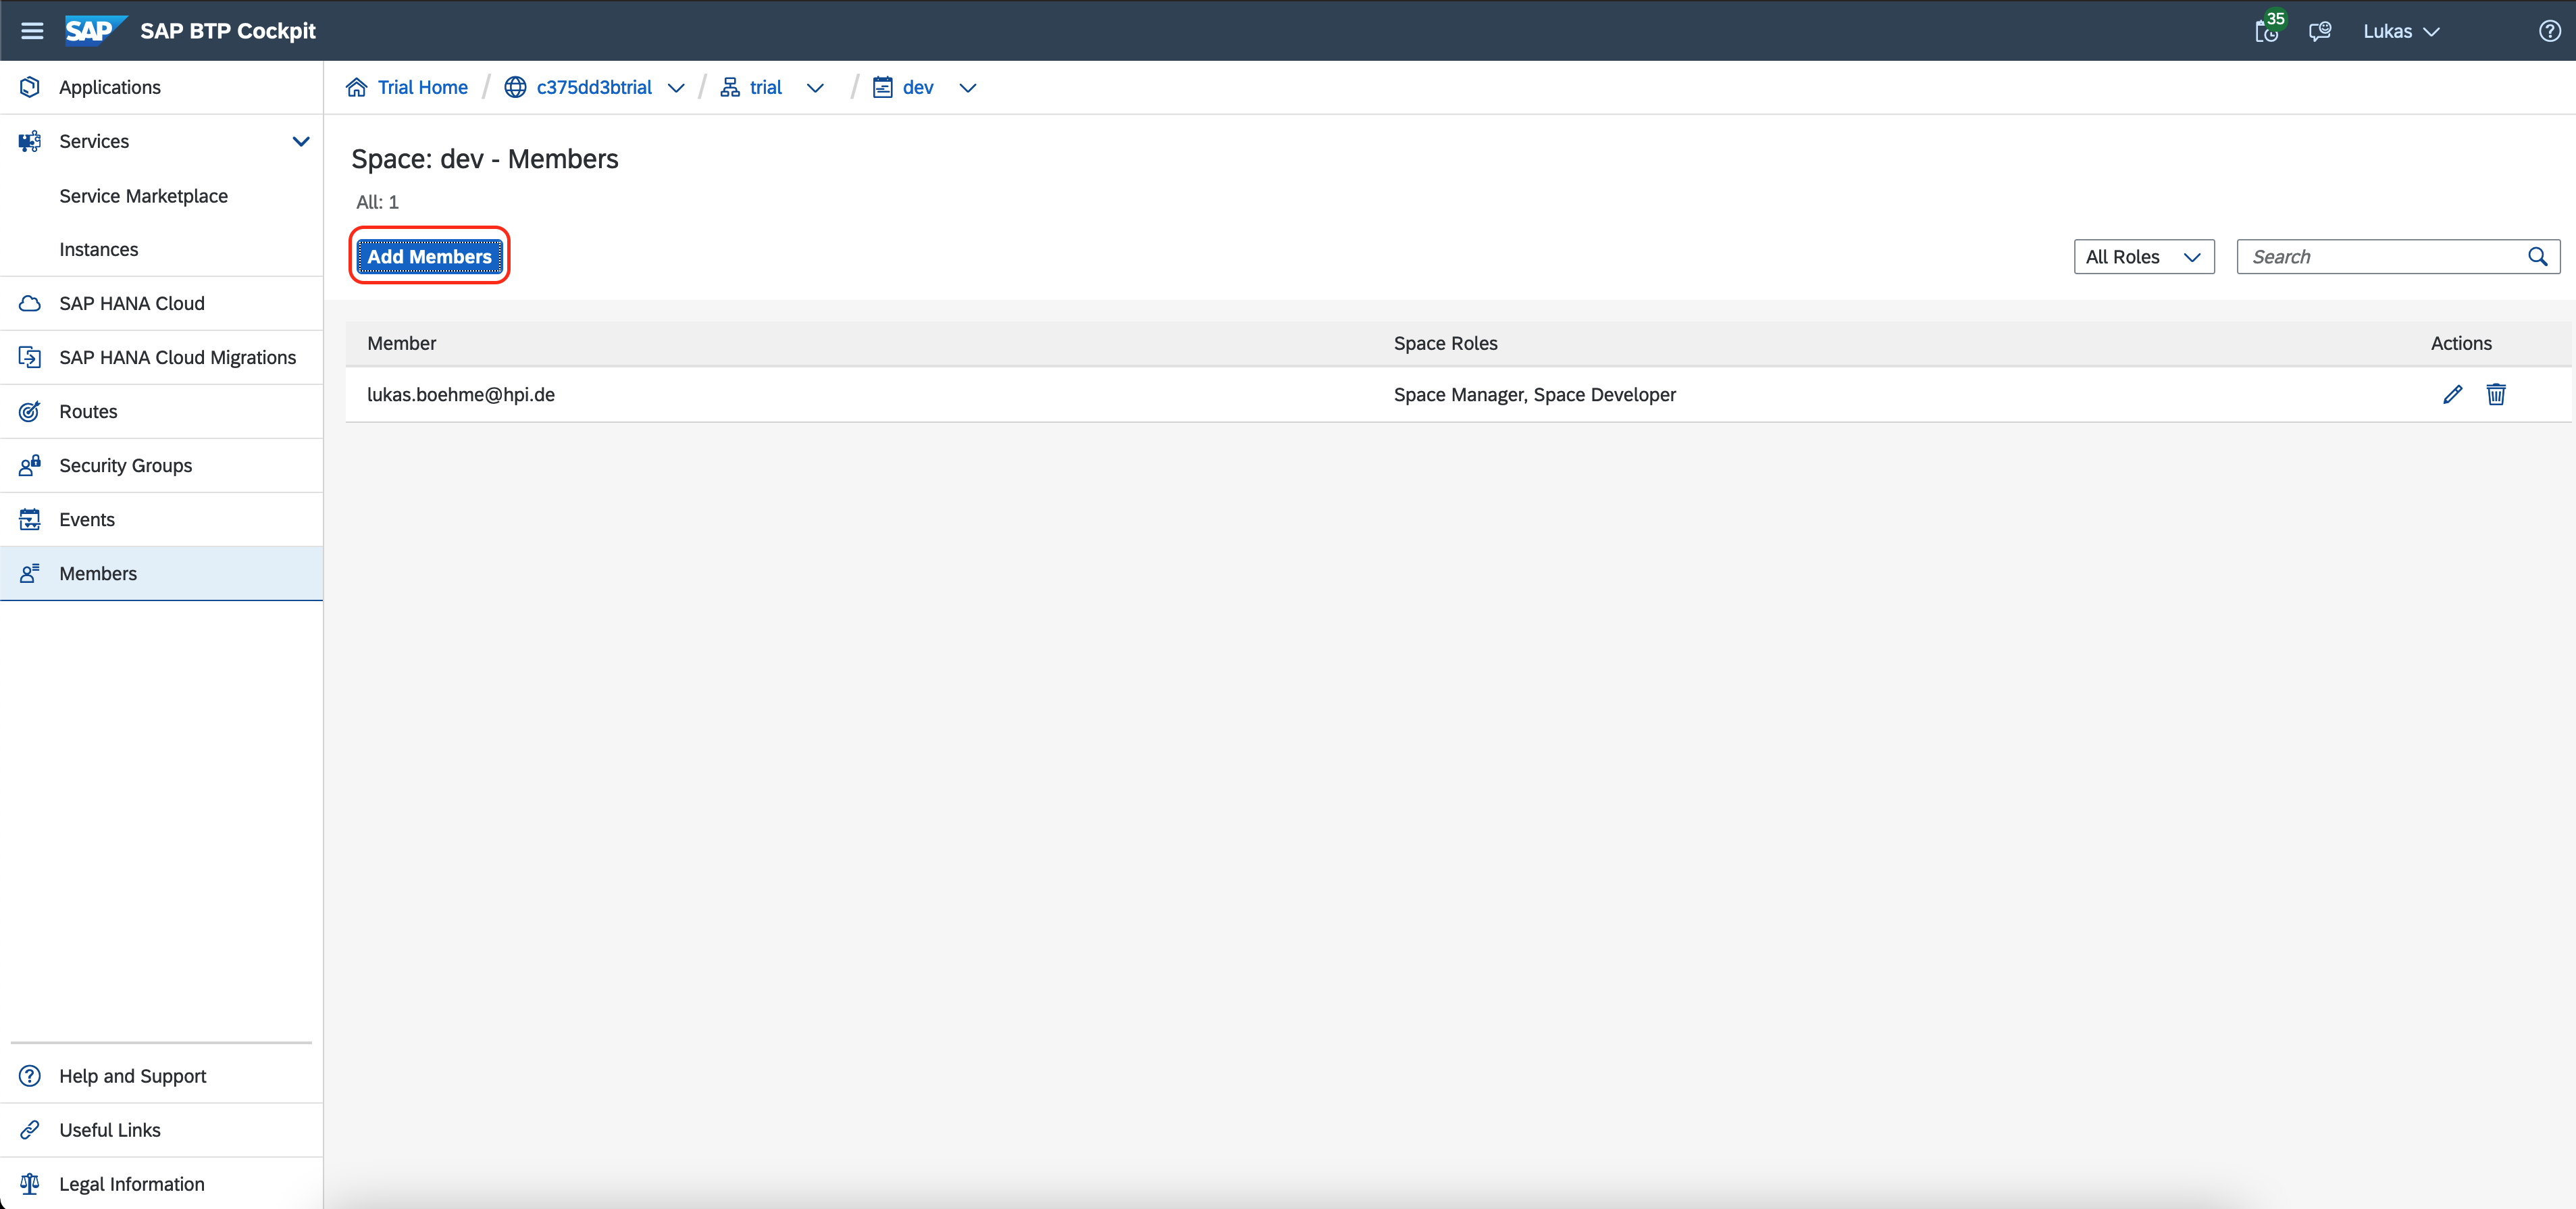 SAP SAP BTP Cockpit 35 Lukas
Applications
Services
Service Marketplace
Instances
SAP HANA Cloud
SAP HANA Cloud Migrations
Routes
Security Groups
Events
Members
Help and Support
Useful Links
Legal Information
Trial Home / c375dd3btrial / trial / dev
Space: dev - Members
All: 1
Add Members All Roles Search
Member Space Roles Actions
lukas.boehme@hpi.de Space Manager, Space Developer